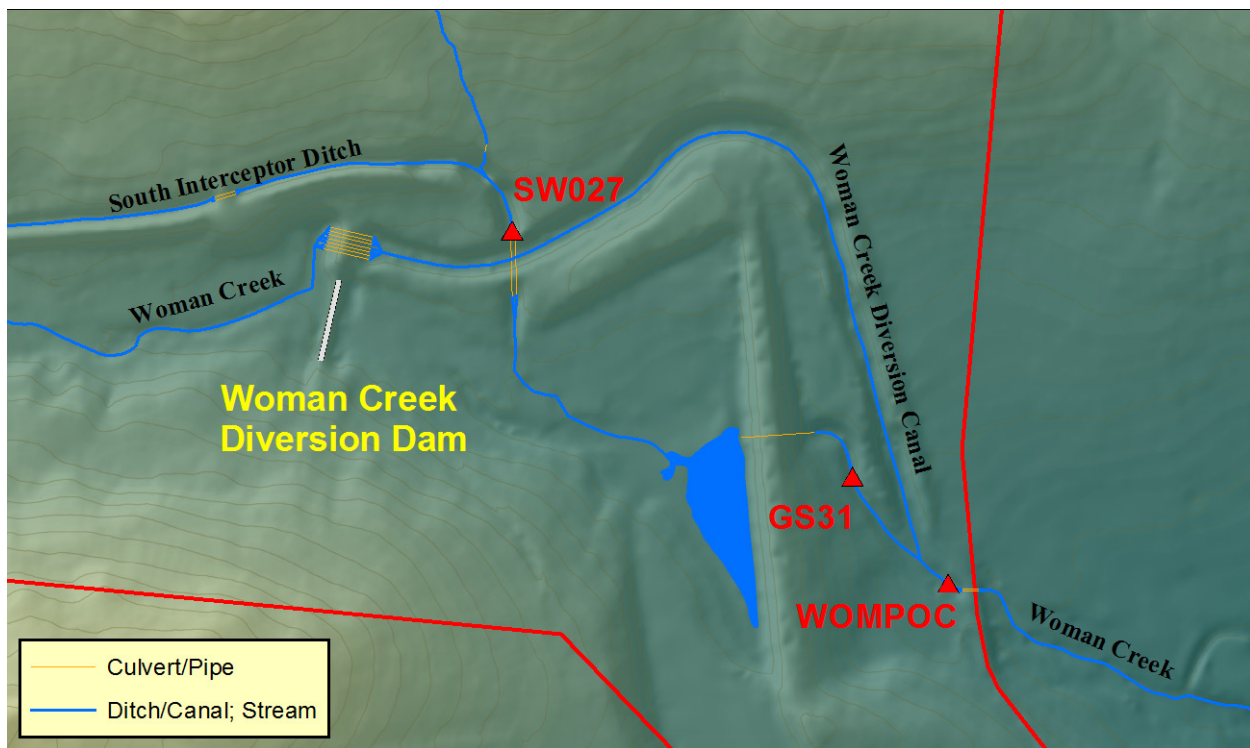 South Interceptor Ditch
SW027
Woman Creek Diversion Canal
Woman Creek
Woman Creek
Diversion Dam
GS31
WOMPOC
Woman Creek
Culvert/Pipe
Ditch/Canal; Stream